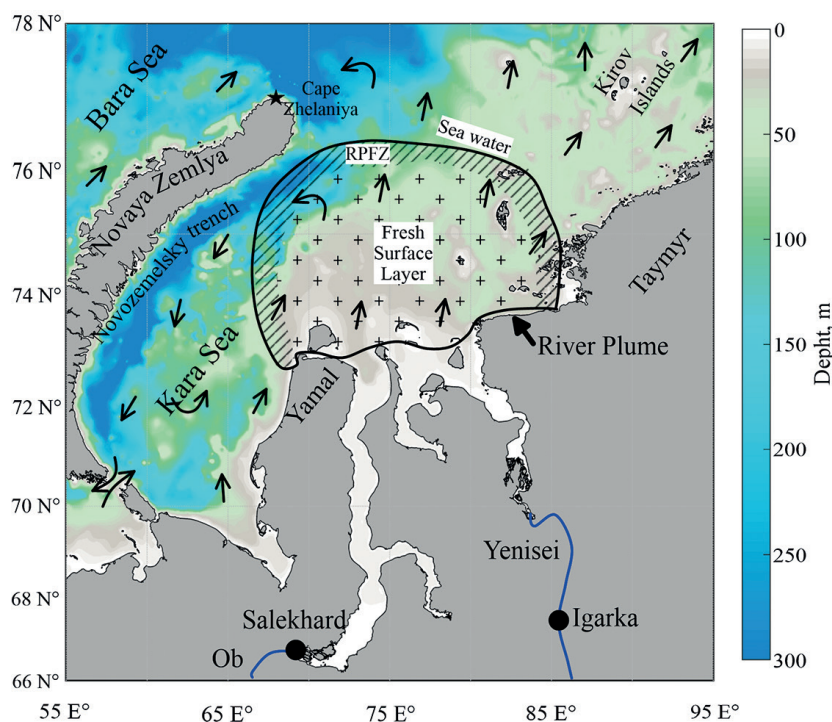 78 N°
76 N°
74 N°
72 N°
70 N°
68 N°
66 N°
55 E°
65 E°
75 E°
85 E°
95 E°
Bara Sea
Cape
Zhelaniya
Kirov
Islands
Sea water
RPFZ
Novaya Zemlya
Novozemelsky trench
Fresh
Surface
Layer
Taymyr
River Plume
Kara Sea
Yamal
Yenisei
Salekhard
Igarka
Ob
0
50
100
150
200
250
300
Depht, m